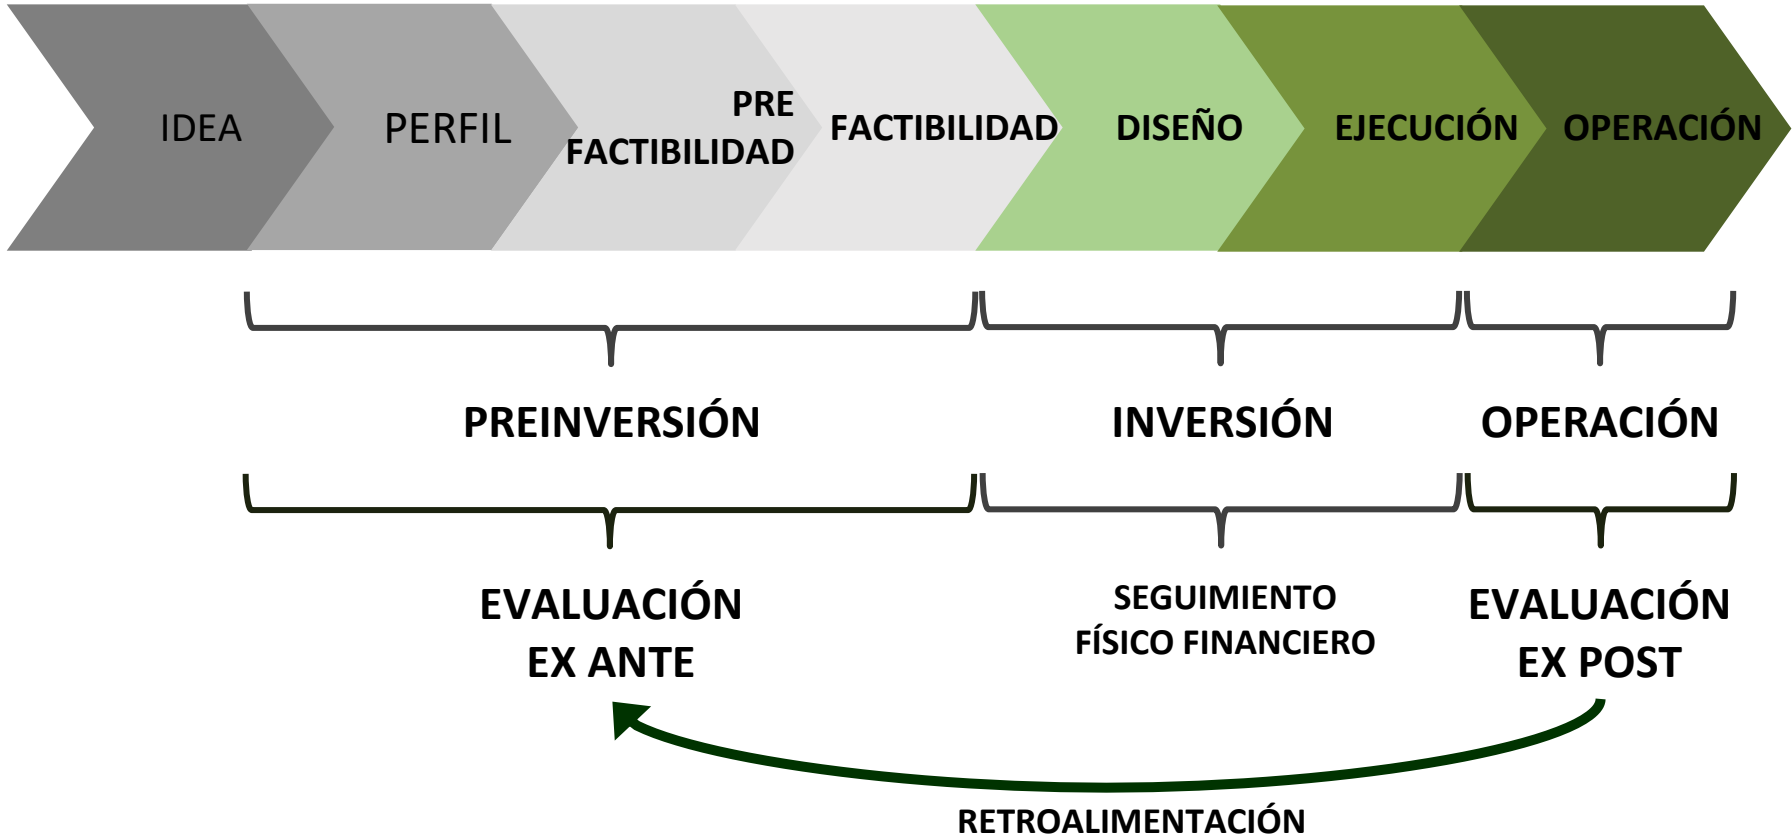 IDEA
PERFIL
PRE
FACTIBILIDAD
FACTIBILIDAD
DISEÑO
EJECUCIÓN
OPERACIÓN
PREINVERSIÓN
INVERSIÓN
OPERACIÓN
EVALUACIÓN
EX ANTE
SEGUIMIENTO
FÍSICO FINANCIERO
EVALUACIÓN
EX POST
RETROALIMENTACIÓN